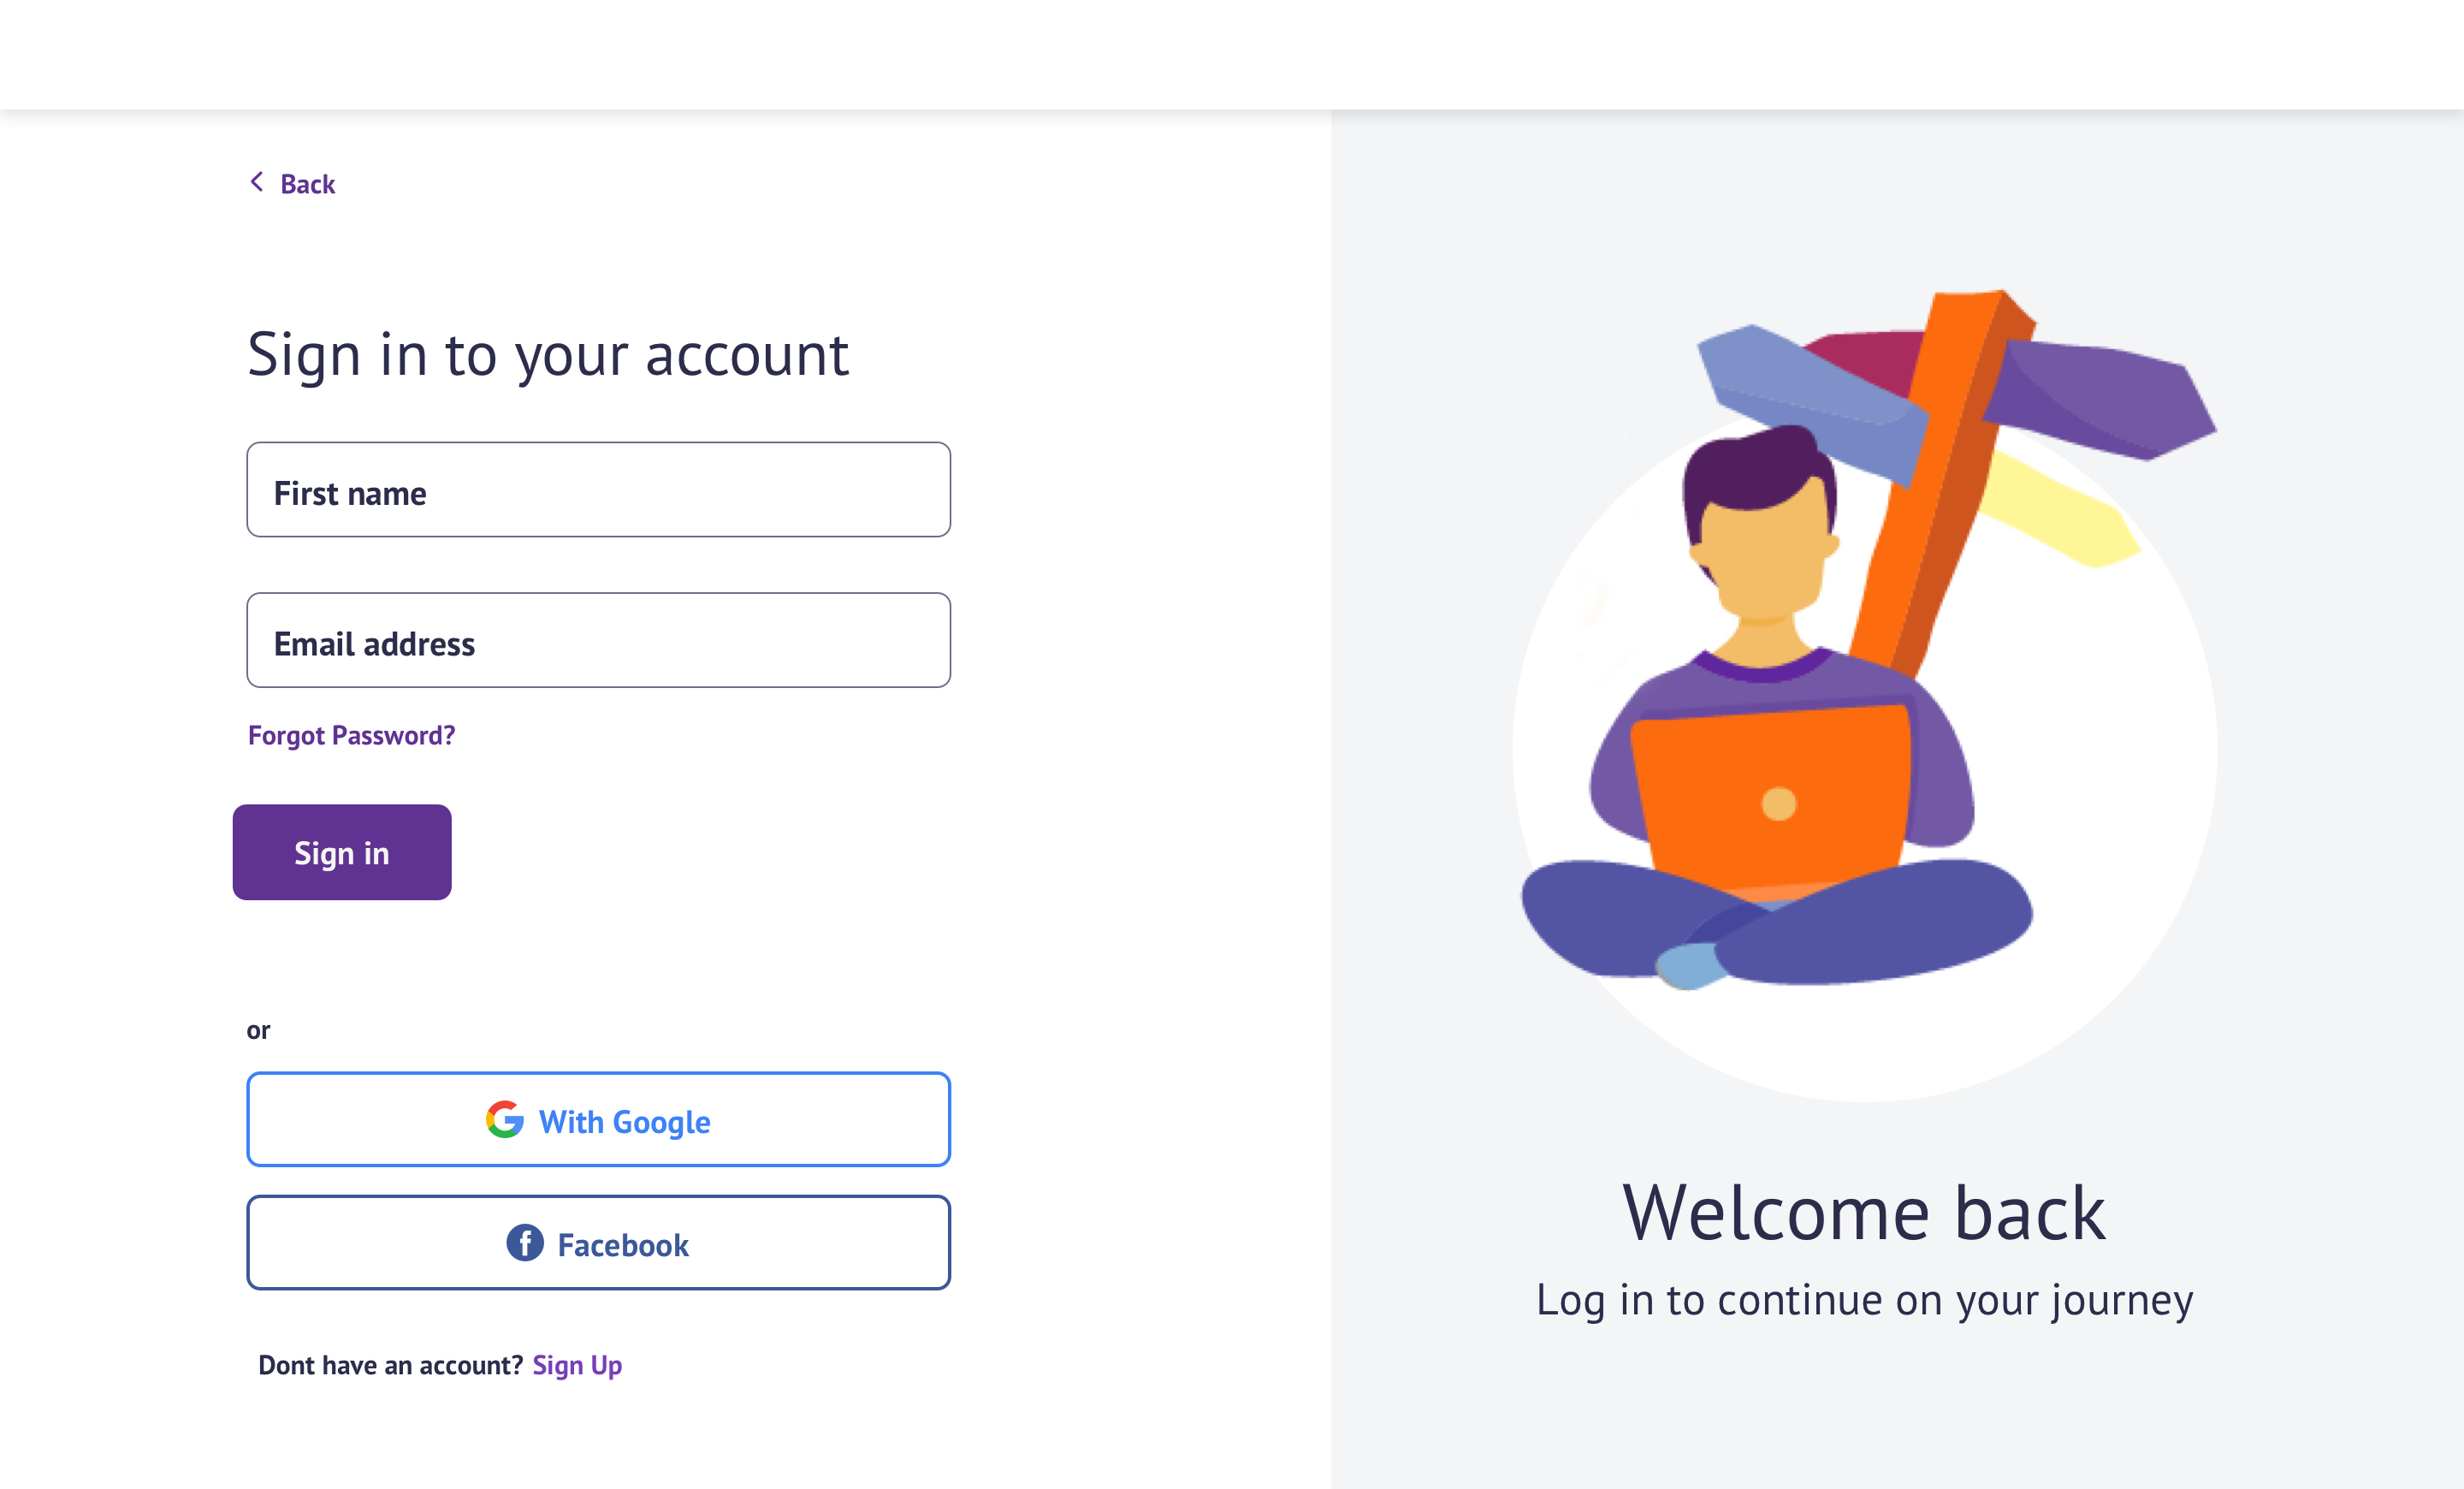 Back
Sign in to your account
First name
Email address
Forgot Password?
Sign in
or
With Google
Facebook
Dont have an account? Sign Up
Welcome back
Log in to continue on your journey